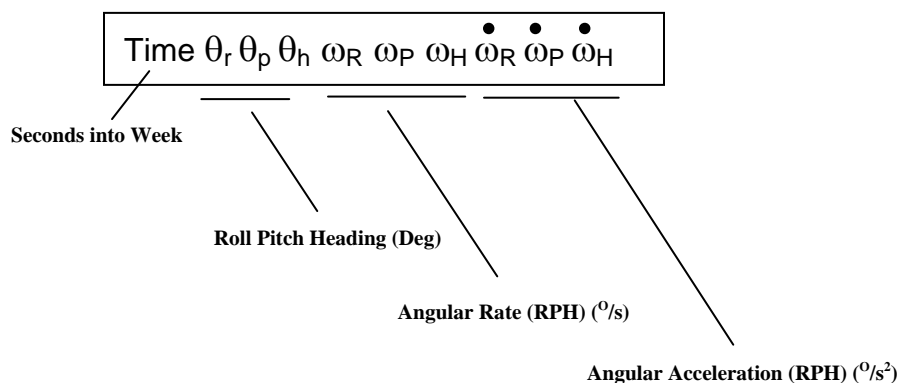 Time θr θp θh ωR ωP ωH ω̇R ω̇P ω̇H
Seconds into Week
Roll Pitch Heading (Deg)
Angular Rate (RPH) (ᴼ/s)
Angular Acceleration (RPH) (ᴼ/s²)